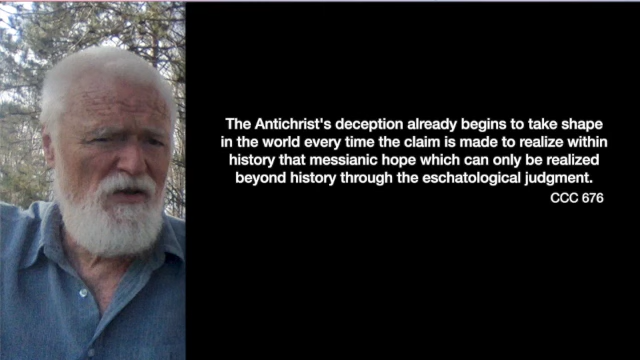 The Antichrist's deception already begins to take shape
in the world every time the claim is made to realize within
history that messianic hope which can only be realized
beyond history through the eschatological judgment.
CCC 676